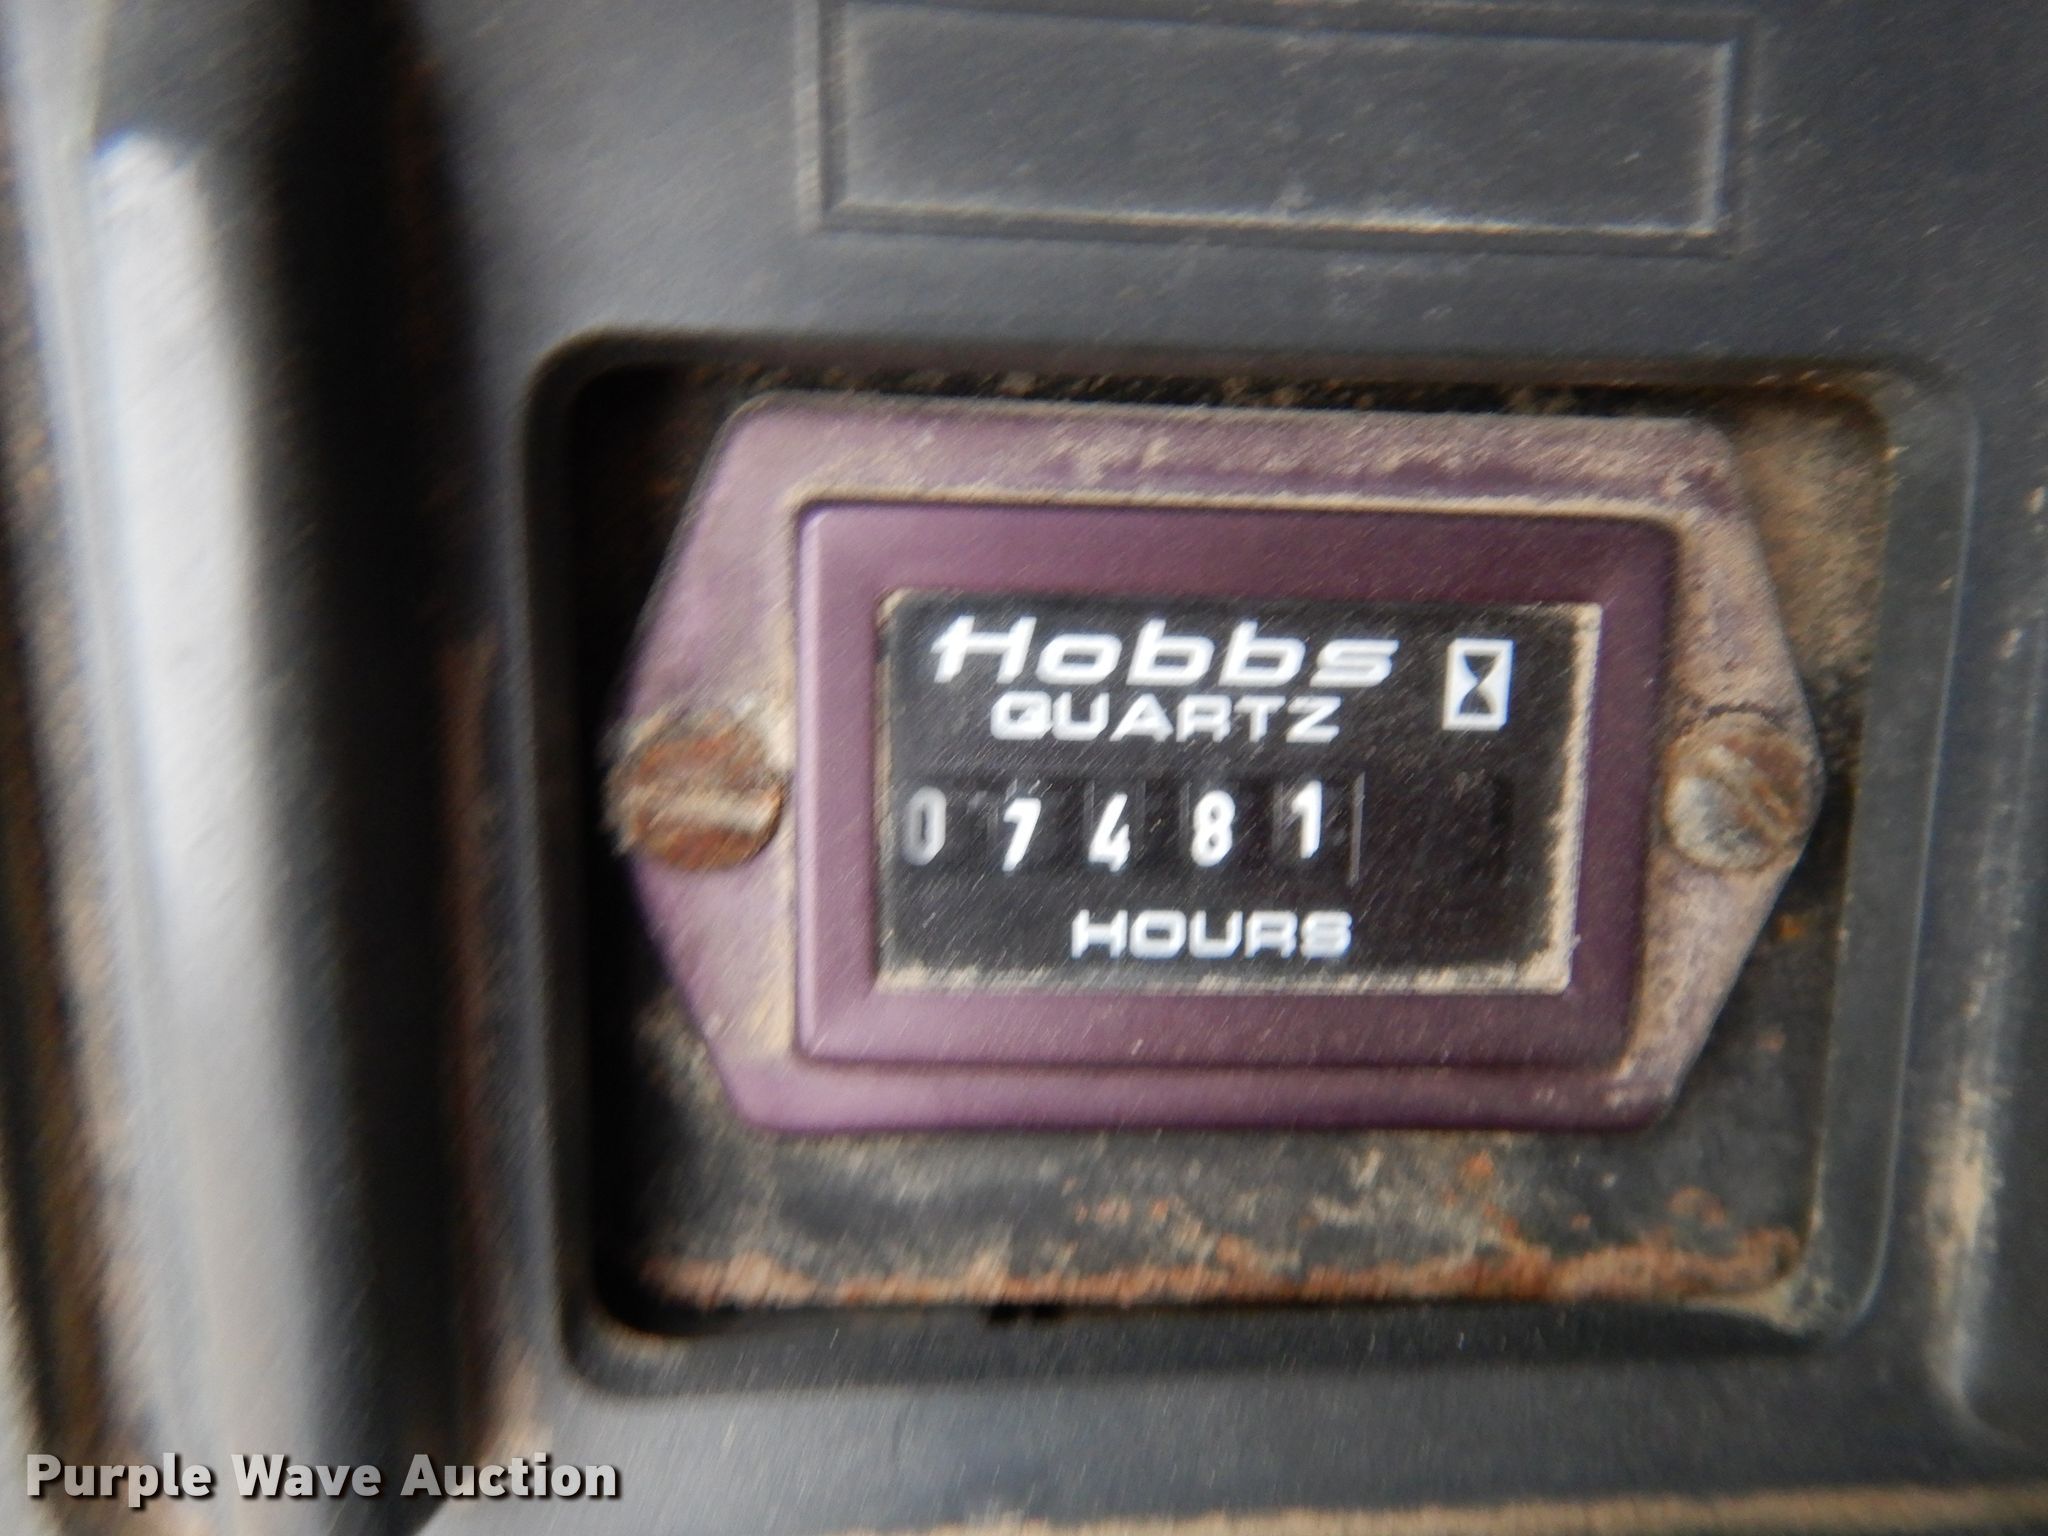 Hobbs
QUARTZ
07481
HOURS
Purple Wave Auction